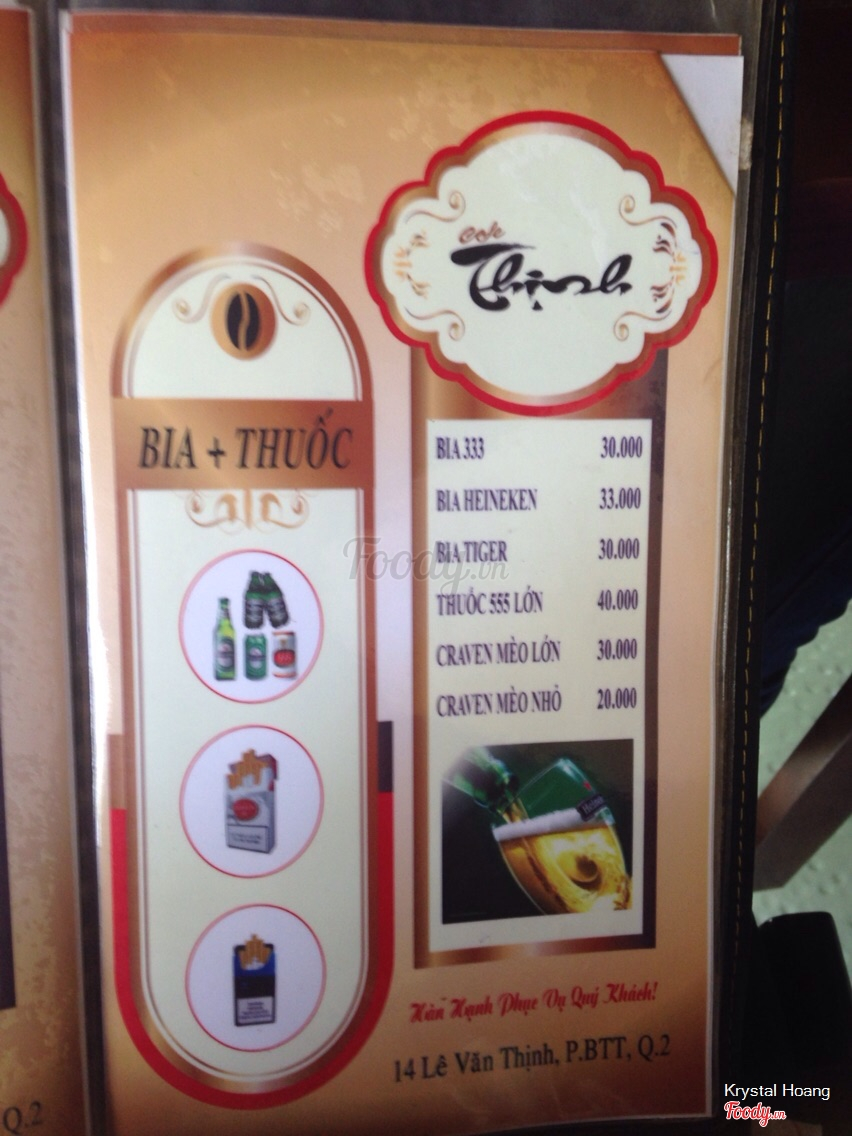 Cafe
Thịnh
BIA + THUỐC
BIA 333 30.000
BIA HEINEKEN 33.000
BIA TIGER 30.000
THUỐC 555 LỚN 40.000
CRAVEN MÈO LỚN 30.000
CRAVEN MÈO NHỎ 20.000
Foody.vn
Hân Hạnh Phục Vụ Quý Khách!
14 Lê Văn Thịnh, P.BTT, Q.2
Q.2
Krystal Hoang
Foody.vn